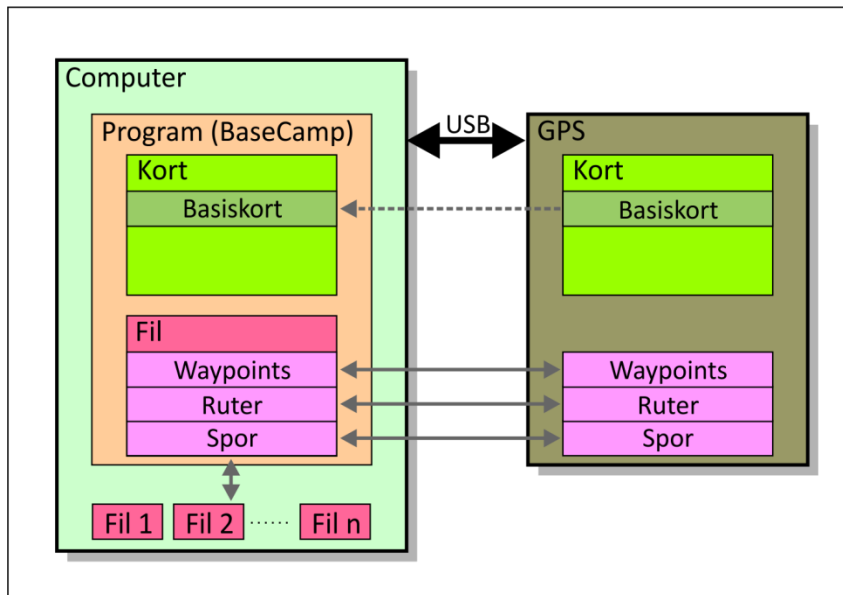 Computer
Program (BaseCamp)
Kort
Basiskort
Fil
Waypoints
Ruter
Spor
Fil 1
Fil 2
......
Fil n
USB
GPS
Kort
Basiskort
Waypoints
Ruter
Spor